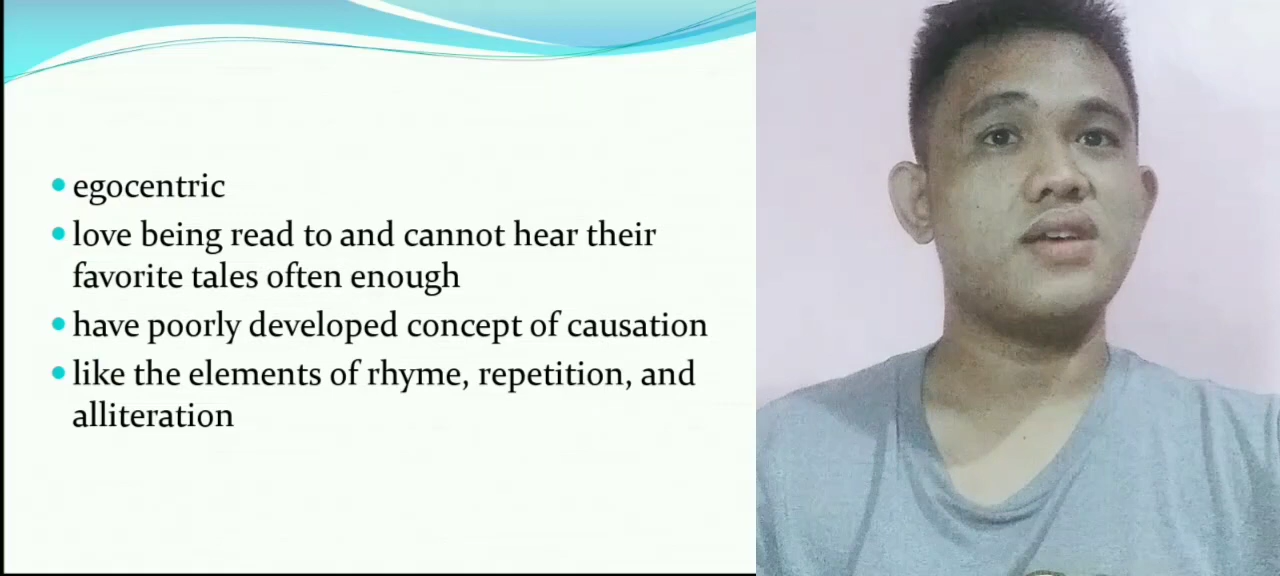 egocentric
love being read to and cannot hear their
favorite tales often enough
have poorly developed concept of causation
like the elements of rhyme, repetition, and
alliteration